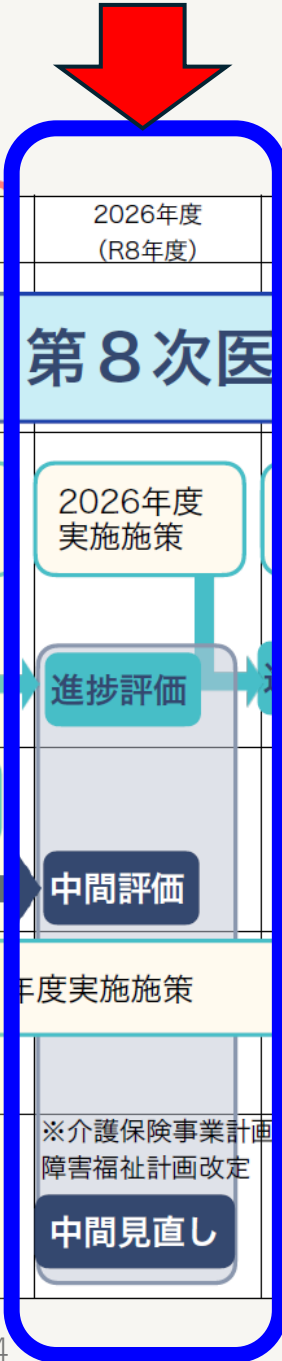 2026年度
（R8年度）
第８次医
2026年度
実施施策
進捗評価
中間評価
年度実施施策
※介護保険事業計画
障害福祉計画改定
中間見直し
4